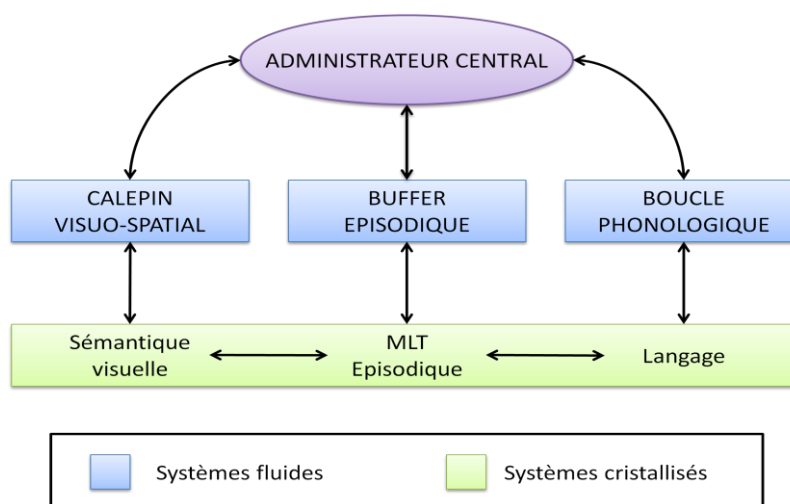 ADMINISTRATEUR CENTRAL
CALEPIN
VISUO-SPATIAL
BUFFER
EPISODIQUE
BOUCLE
PHONOLOGIQUE
Sémantique
visuelle
MLT
Episodique
Langage
Systèmes fluides
Systèmes cristallisés